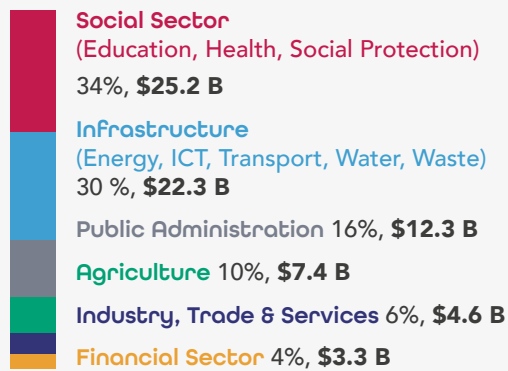 Social Sector
(Education, Health, Social Protection)
34%, $25.2 B
Infrastructure
(Energy, ICT, Transport, Water, Waste)
30 %, $22.3 B
Public Administration 16%, $12.3 B
Agriculture 10%, $7.4 B
Industry, Trade & Services 6%, $4.6 B
Financial Sector 4%, $3.3 B